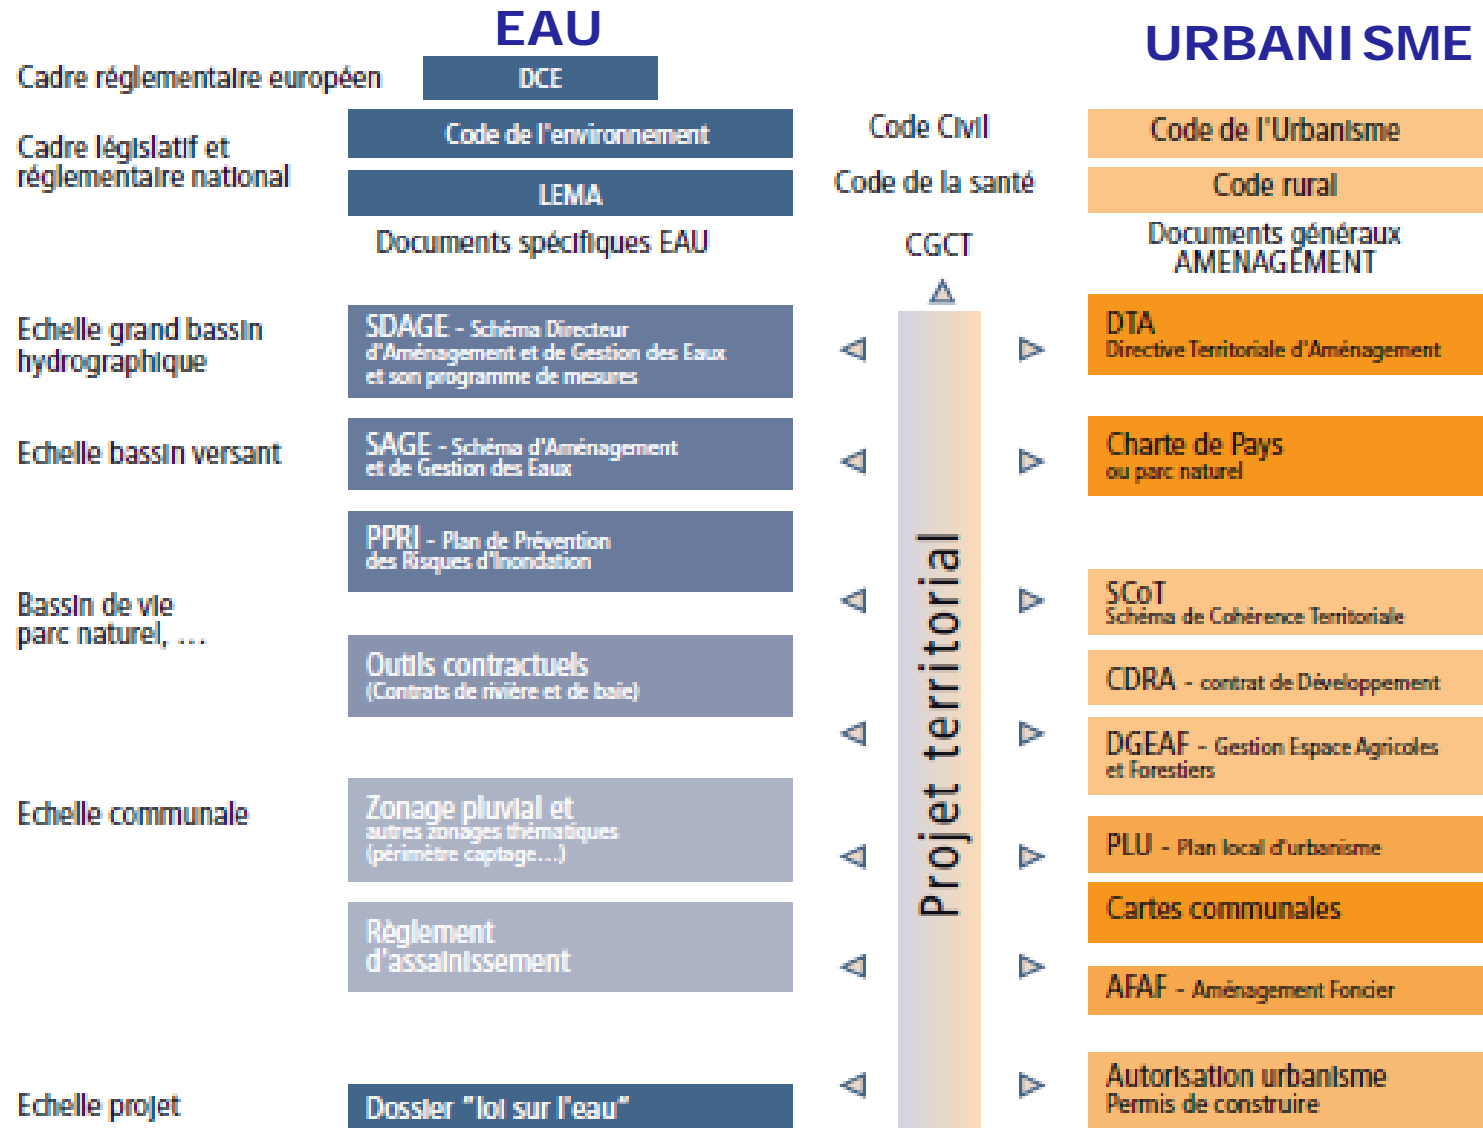 EAU
URBANISME
Cadre réglementaire européen
DCE
Cadre législatif et
réglementaire national
Code de l'environnement
Code Civil
Code de l'Urbanisme
LEMA
Code de la santé
Code rural
Documents spécifiques EAU
CGCT
Documents généraux
AMENAGEMENT
Echelle grand bassin
hydrographique
SDAGE - Schéma Directeur
d'Aménagement et de Gestion des Eaux
et son programme de mesures
DTA
Directive Territoriale d'Aménagement
Echelle bassin versant
SAGE - Schéma d'Aménagement
et de Gestion des Eaux
Charte de Pays
ou parc naturel
PPRI - Plan de Prévention
des Risques d'Inondation
Bassin de vie
parc naturel, ...
Projet territorial
SCoT
Schéma de Cohérence Territoriale
Outils contractuels
(Contrats de rivière et de baie)
CDRA - contrat de Développement
DGEAF - Gestion Espace Agricoles
et Forestiers
Echelle communale
Zonage pluvial et
autres zonages thématiques
(périmètre captage...)
PLU - Plan local d'urbanisme
Cartes communales
Règlement
d'assainissement
AFAF - Aménagement Foncier
Echelle projet
Dossier "loi sur l'eau"
Autorisation urbanisme
Permis de construire